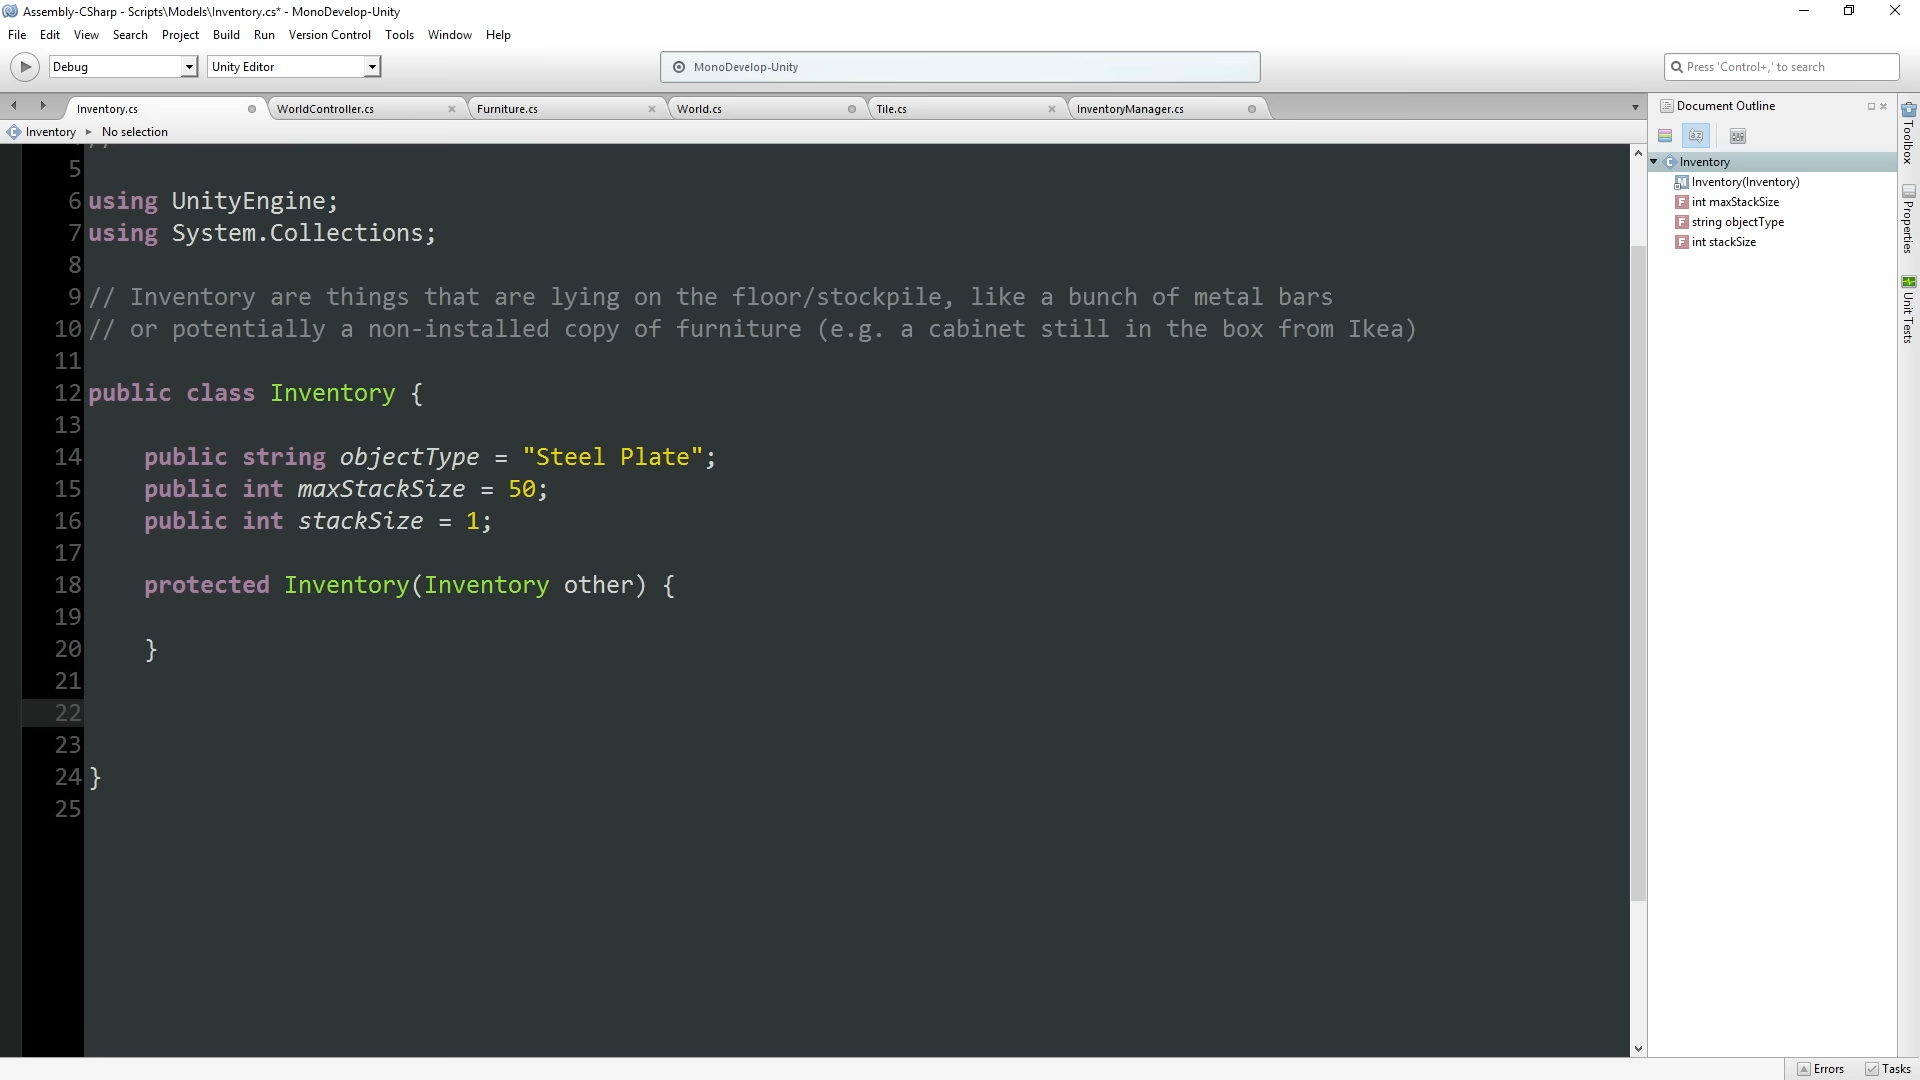 Assembly-CSharp - Scripts\Models\Inventory.cs* - MonoDevelop-Unity
File Edit View Search Project Build Run Version Control Tools Window Help
Debug Unity Editor MonoDevelop-Unity Press 'Control+,' to search
Inventory.cs WorldController.cs Furniture.cs World.cs Tile.cs InventoryManager.cs
Inventory No selection
5
6 using UnityEngine;
7 using System.Collections;
8
9 // Inventory are things that are lying on the floor/stockpile, like a bunch of metal bars
10 // or potentially a non-installed copy of furniture (e.g. a cabinet still in the box from Ikea)
11
12 public class Inventory {
13
14 public string objectType = "Steel Plate";
15 public int maxStackSize = 50;
16 public int stackSize = 1;
17
18 protected Inventory(Inventory other) {
19
20 }
21
22
23
24 }
25
Document Outline
Inventory
Inventory(Inventory)
int maxStackSize
string objectType
int stackSize
Toolbox
Properties
Unit Tests
Errors Tasks